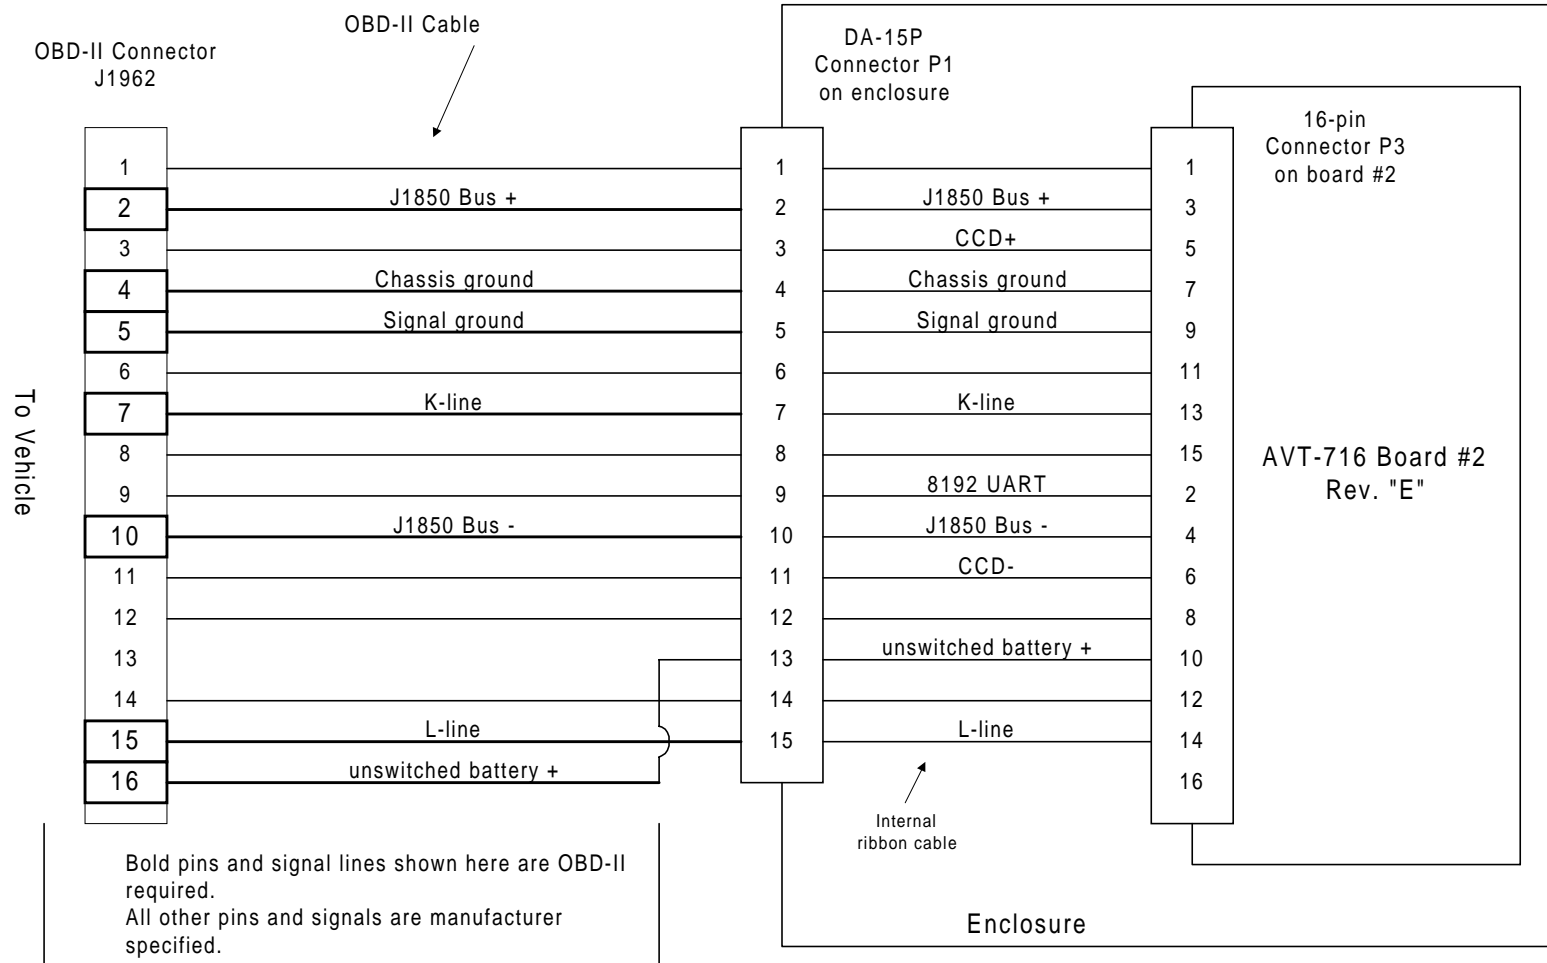 OBD-II Cable
OBD-II Connector
J1962
DA-15P
Connector P1
on enclosure
16-pin
Connector P3
on board #2
1 1 1
2 J1850 Bus + 2 J1850 Bus + 3
3 3 CCD+ 5
4 Chassis ground 4 Chassis ground 7
5 Signal ground 5 Signal ground 9
6 6 11
7 K-line 7 K-line 13
8 8 15
9 9 8192 UART 2
10 J1850 Bus - 10 J1850 Bus - 4
11 11 CCD- 6
12 12 8
13 13 unswitched battery + 10
14 14 12
15 L-line 15 L-line 14
16 unswitched battery + 16
To Vehicle
AVT-716 Board #2
Rev. "E"
Internal
ribbon cable
Bold pins and signal lines shown here are OBD-II
required.
All other pins and signals are manufacturer
specified.
Enclosure